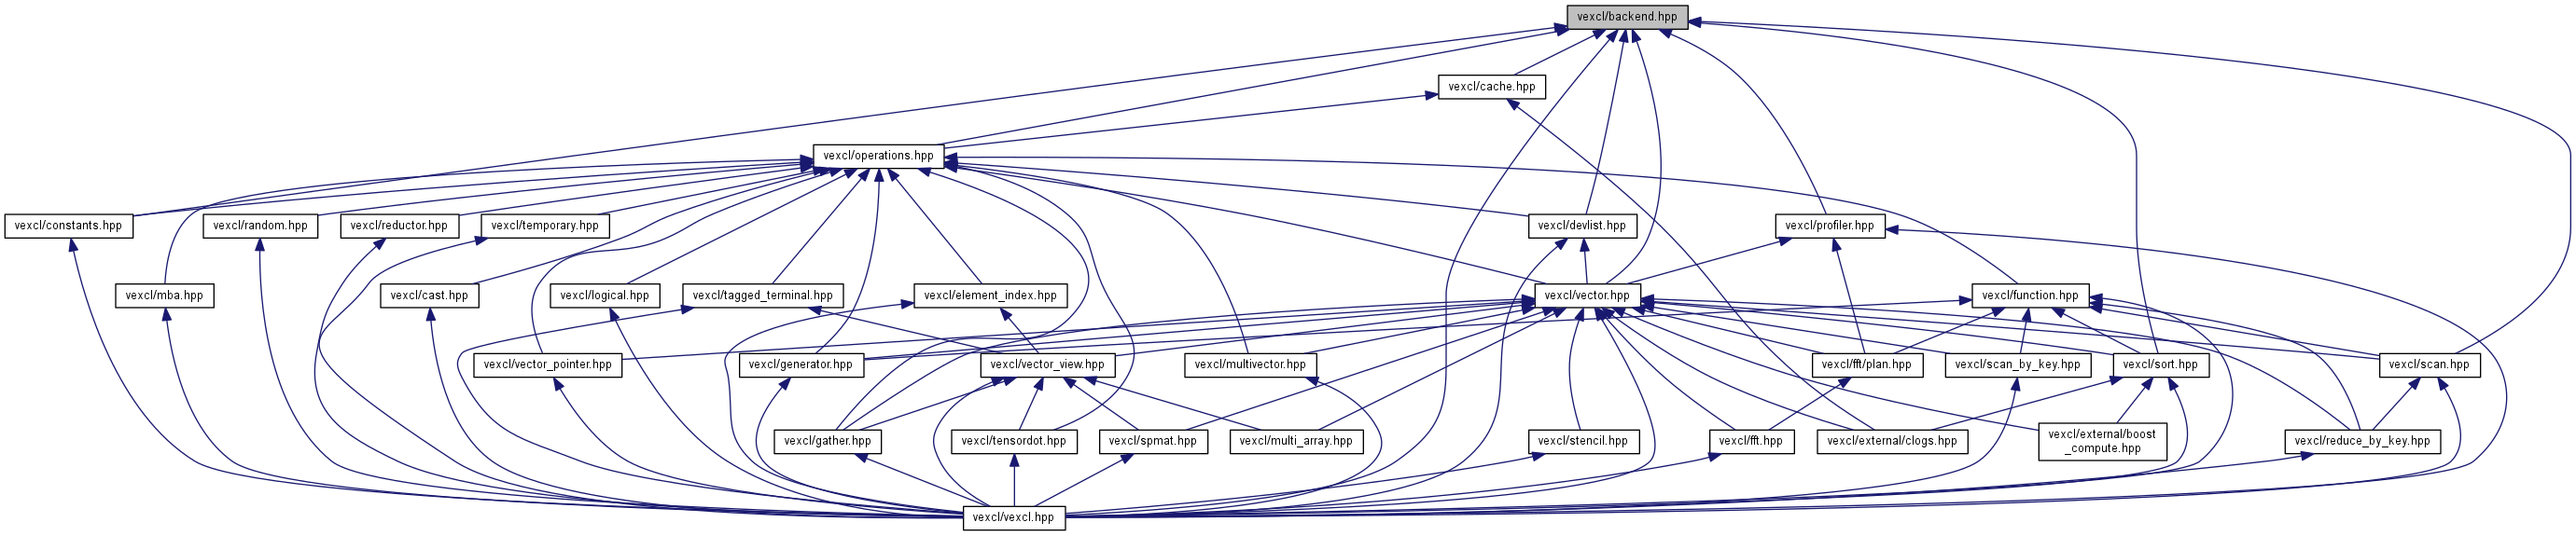 vexcl/backend.hpp
vexcl/cache.hpp
vexcl/operations.hpp
vexcl/constants.hpp
vexcl/random.hpp
vexcl/reductor.hpp
vexcl/temporary.hpp
vexcl/devlist.hpp
vexcl/profiler.hpp
vexcl/mba.hpp
vexcl/cast.hpp
vexcl/logical.hpp
vexcl/tagged_terminal.hpp
vexcl/element_index.hpp
vexcl/vector.hpp
vexcl/function.hpp
vexcl/vector_pointer.hpp
vexcl/generator.hpp
vexcl/vector_view.hpp
vexcl/multivector.hpp
vexcl/fft/plan.hpp
vexcl/scan_by_key.hpp
vexcl/sort.hpp
vexcl/scan.hpp
vexcl/gather.hpp
vexcl/tensordot.hpp
vexcl/spmat.hpp
vexcl/multi_array.hpp
vexcl/stencil.hpp
vexcl/fft.hpp
vexcl/external/clogs.hpp
vexcl/external/boost
_compute.hpp
vexcl/reduce_by_key.hpp
vexcl/vexcl.hpp